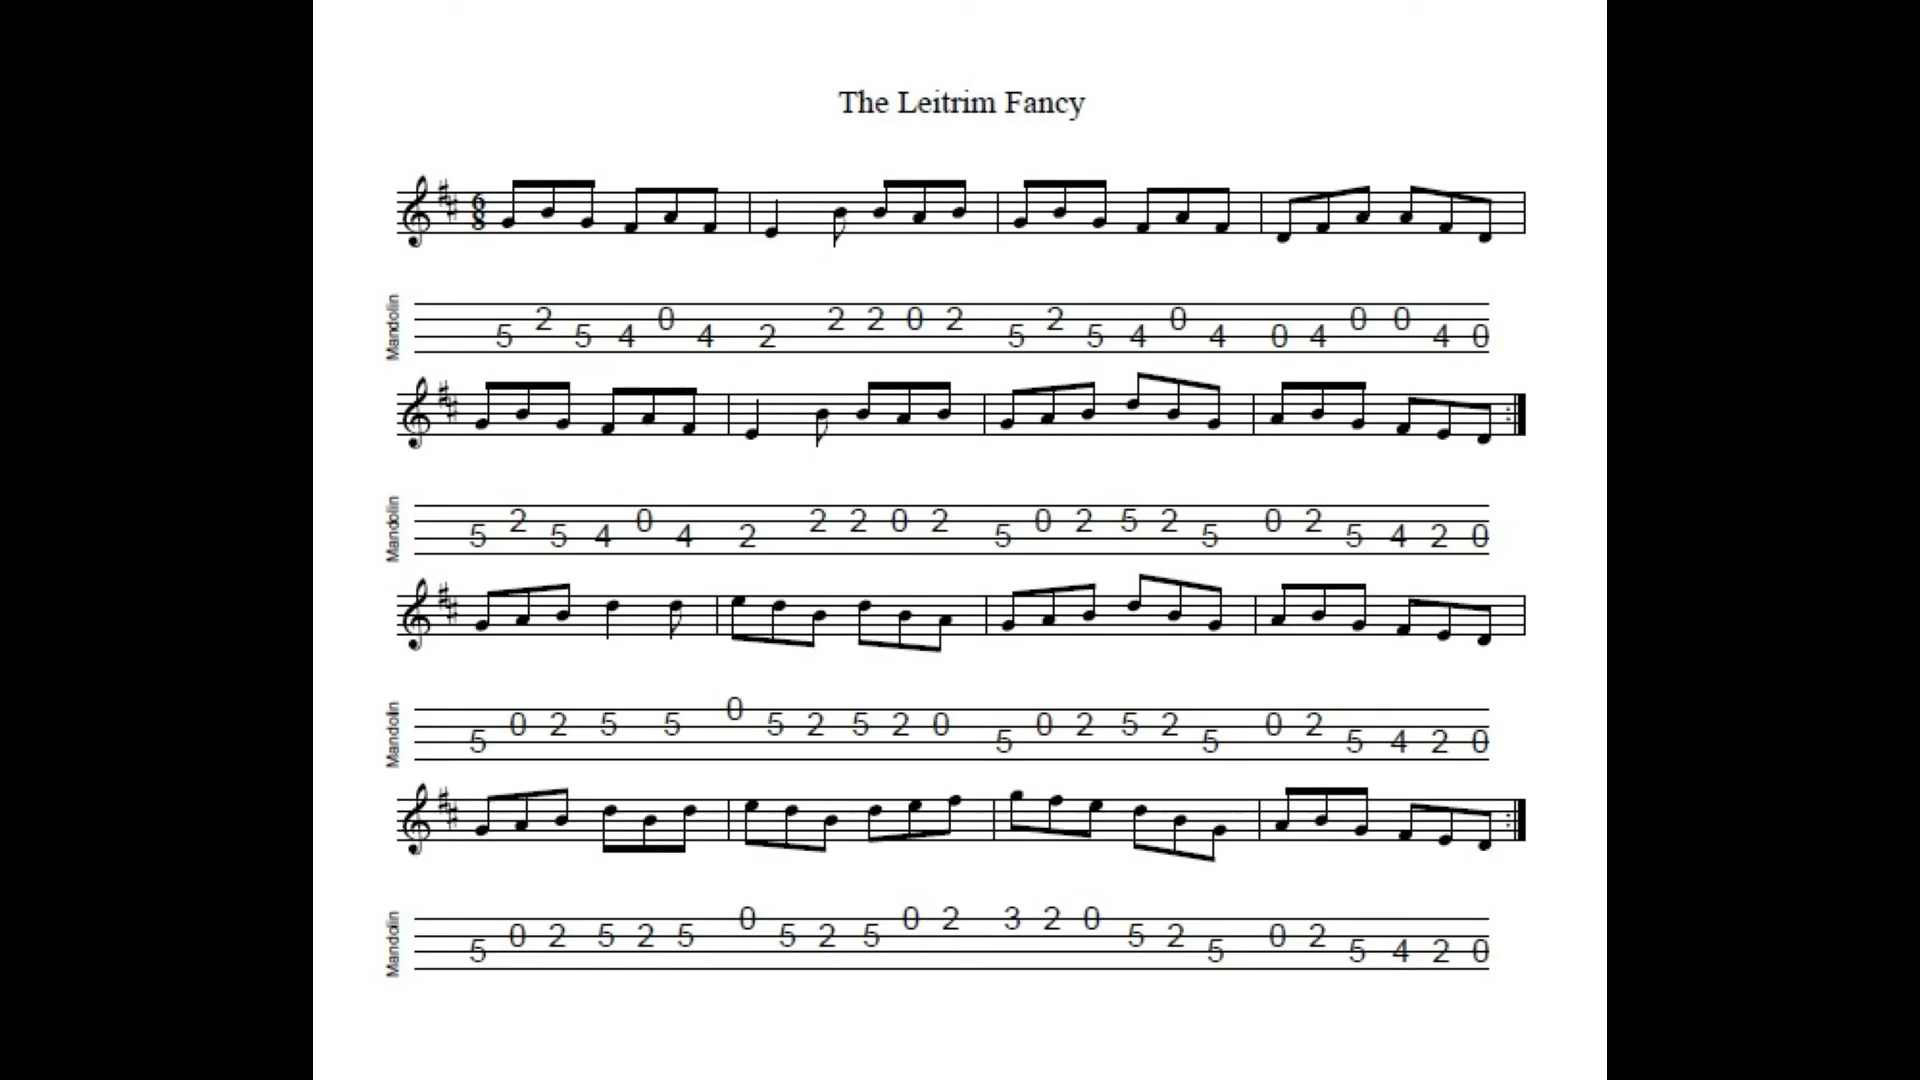 The Leitrim Fancy
6
8
Mandolin
5 2 5 4 0 4 2 2 2 0 2 5 2 5 4 0 4 0 4 0 0 4 0
Mandolin
5 2 5 4 0 4 2 2 2 0 2 5 0 2 5 2 5 0 2 5 4 2 0
Mandolin
5 0 2 5 5 0 5 2 5 2 0 5 0 2 5 2 5 0 2 5 4 2 0
Mandolin
5 0 2 5 2 5 0 5 2 5 0 2 3 2 0 5 2 5 0 2 5 4 2 0